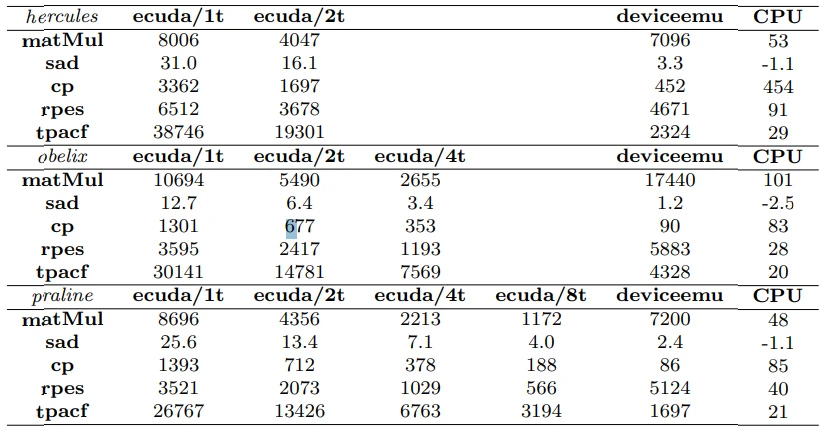 hercules ecuda/1t ecuda/2t deviceemu CPU
matMul 8006 4047 7096 53
sad 31.0 16.1 3.3 -1.1
cp 3362 1697 452 454
rpes 6512 3678 4671 91
tpacf 38746 19301 2324 29
obelix ecuda/1t ecuda/2t ecuda/4t deviceemu CPU
matMul 10694 5490 2655 17440 101
sad 12.7 6.4 3.4 1.2 -2.5
cp 1301 677 353 90 83
rpes 3595 2417 1193 5883 28
tpacf 30141 14781 7569 4328 20
praline ecuda/1t ecuda/2t ecuda/4t ecuda/8t deviceemu CPU
matMul 8696 4356 2213 1172 7200 48
sad 25.6 13.4 7.1 4.0 2.4 -1.1
cp 1393 712 378 188 86 85
rpes 3521 2073 1029 566 5124 40
tpacf 26767 13426 6763 3194 1697 21